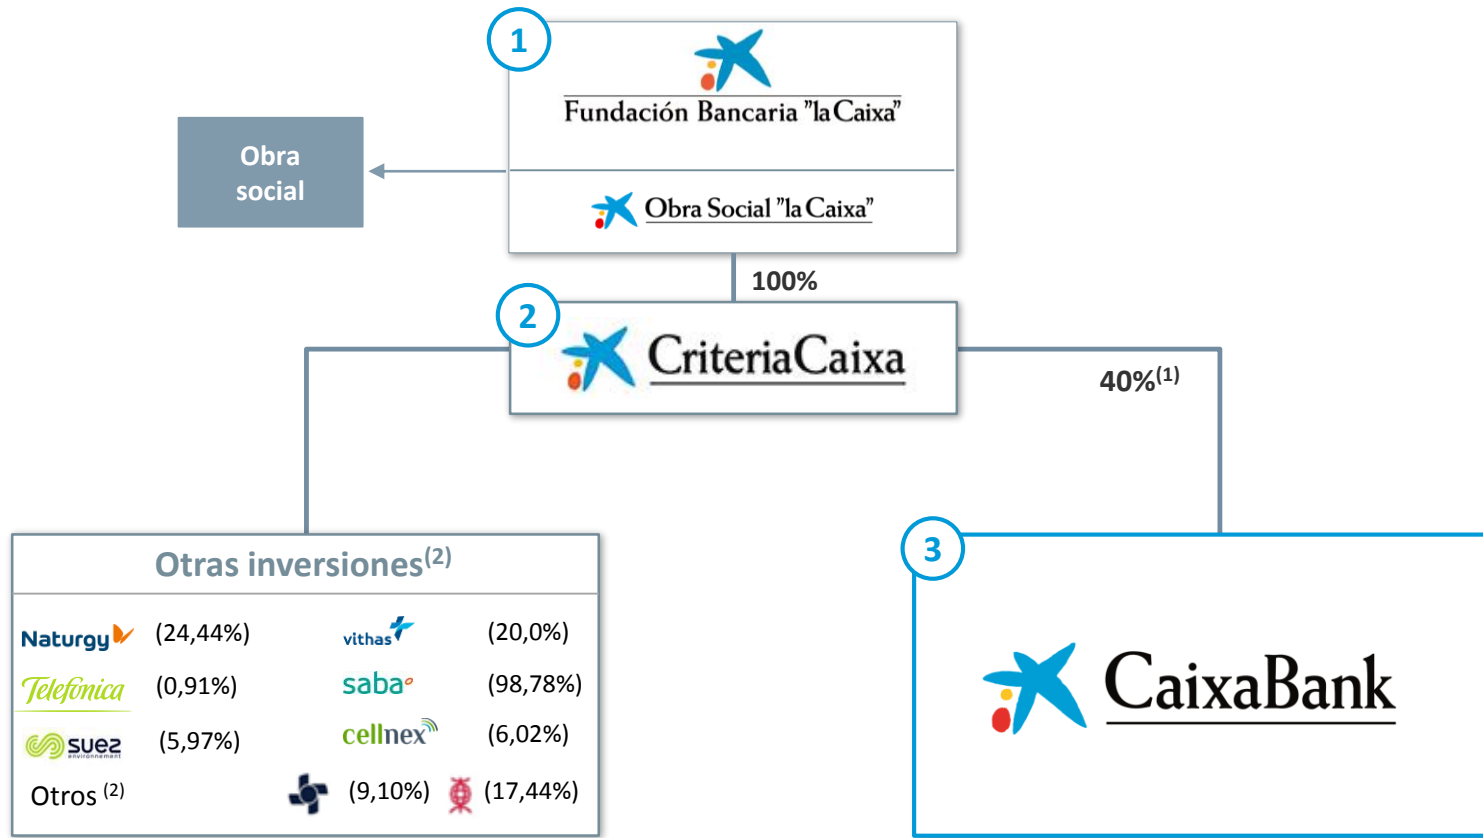 1
Fundación Bancaria "la Caixa"
Obra
social
Obra Social "la Caixa"
100%
2
CriteriaCaixa
40%(1)
Otras inversiones(2)
Naturgy (24,44%) vithas (20,0%)
Telefónica (0,91%) saba (98,78%)
suez environnement (5,97%) cellnex (6,02%)
Otros (2) (9,10%) (17,44%)
3
CaixaBank